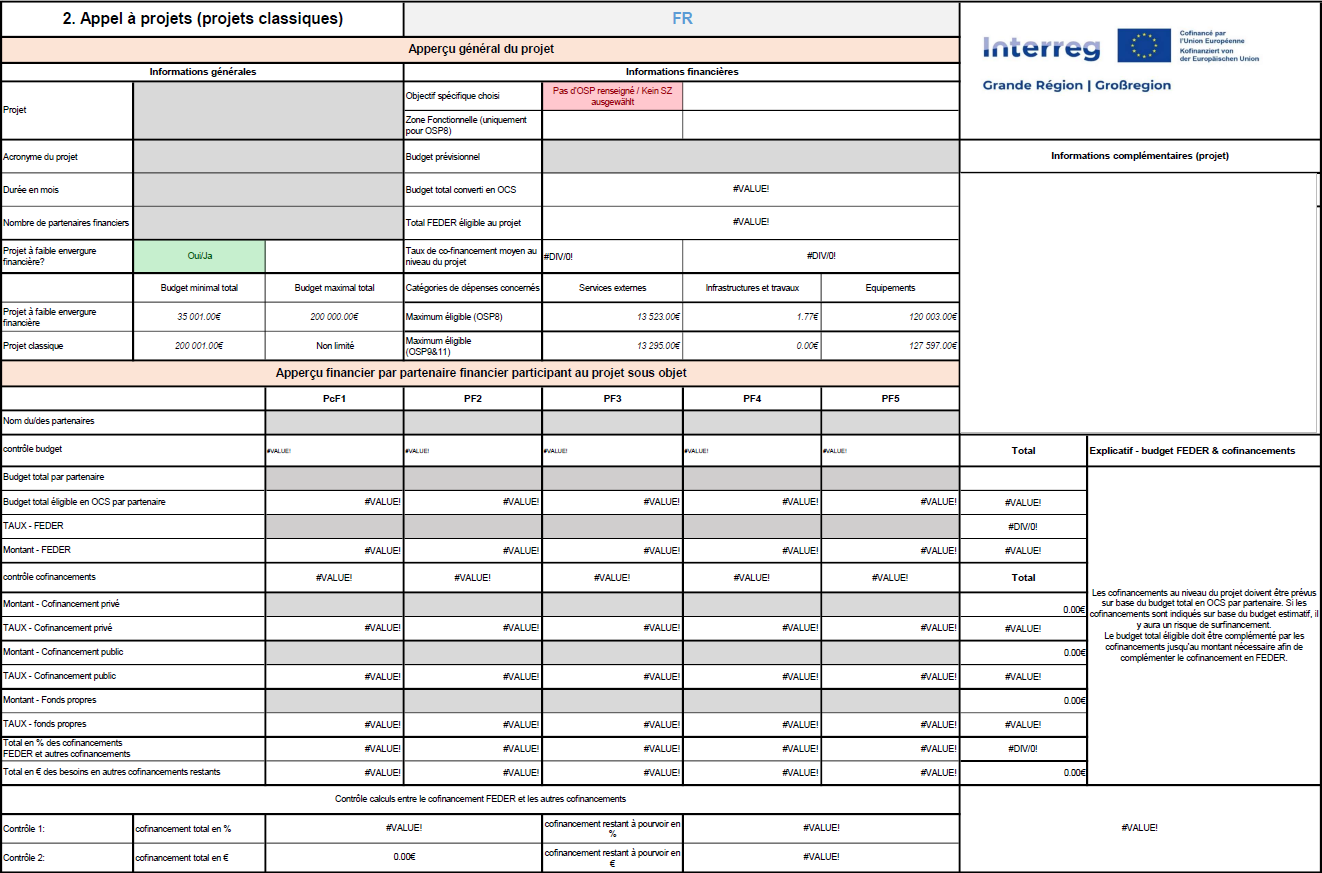 2. Appel à projets (projets classiques)
FR
Interreg
Cofinancé par
l'Union Européenne
Kofinanziert von
der Europäischen Union
Grande Région | Großregion
Apperçu général du projet
Informations générales
Informations financières
Projet
Objectif spécifique choisi
Pas d'OSP renseigné / Kein SZ
ausgewählt
Zone Fonctionelle (uniquement
pour OSP8)
Acronyme du projet
Budget prévisionnel
Informations complémentaires (projet)
Durée en mois
Budget total converti en OCS
#VALUE!
Nombre de partenaires financiers
Total FEDER éligible au projet
#VALUE!
Projet à faible envergure
financière?
Oui/Ja
Taux de co-financement moyen au
niveau du projet
#DIV/0!
#DIV/0!
Budget minimal total
Budget maximal total
Catégories de dépenses concernés
Services externes
Infrastructures et travaux
Equipements
Projet à faible envergure
financière
35 001.00€
200 000.00€
Maximum éligible (OSP8)
13 523.00€
1.77€
120 003.00€
Projet classique
200 001.00€
Non limité
Maximum éligible
(OSP9&11)
13 295.00€
0.00€
127 597.00€
Apperçu financier par partenaire financier participant au projet sous objet
PcF1
PF2
PF3
PF4
PF5
Nom du/des partenaires
contrôle budget
#VALUE!
#VALUE!
#VALUE!
#VALUE!
#VALUE!
Total
Explicatif - budget FEDER & cofinancements
Budget total par partenaire
Budget total éligible en OCS par partenaire
#VALUE!
#VALUE!
#VALUE!
#VALUE!
#VALUE!
#VALUE!
TAUX - FEDER
#DIV/0!
Montant - FEDER
#VALUE!
#VALUE!
#VALUE!
#VALUE!
#VALUE!
#VALUE!
contrôle cofinancements
#VALUE!
#VALUE!
#VALUE!
#VALUE!
#VALUE!
Total
Montant - Cofinancement privé
0.00€
TAUX - Cofinancement privé
#VALUE!
#VALUE!
#VALUE!
#VALUE!
#VALUE!
#VALUE!
Montant - Cofinancement public
0.00€
TAUX - Cofinancement public
#VALUE!
#VALUE!
#VALUE!
#VALUE!
#VALUE!
#VALUE!
Montant - Fonds propres
0.00€
TAUX - fonds propres
#VALUE!
#VALUE!
#VALUE!
#VALUE!
#VALUE!
#VALUE!
Total en % des cofinancements
FEDER et autres cofinancements
#VALUE!
#VALUE!
#VALUE!
#VALUE!
#VALUE!
#DIV/0!
Total en € des besoins en autres cofinancements restants
#VALUE!
#VALUE!
#VALUE!
#VALUE!
#VALUE!
0.00€
Les cofinancements au niveau du projet doivent être prévus
sur base du budget total en OCS par partenaire. Si les
cofinancements sont indiqués sur base du budget estimatif, il
y aura un risque de surfinancement.
Le budget total éligible doit être complémenté par les
cofinancements jusqu'au montant nécessaire afin de
complémenter le cofinancement en FEDER.
Contrôle calculs entre le cofinancement FEDER et les autres cofinancements
Contrôle 1:
cofinancement total en %
#VALUE!
cofinancement restant à pourvoir en
%
#VALUE!
#VALUE!
Contrôle 2:
cofinancement total en €
0.00€
cofinancement restant à pourvoir en
€
#VALUE!